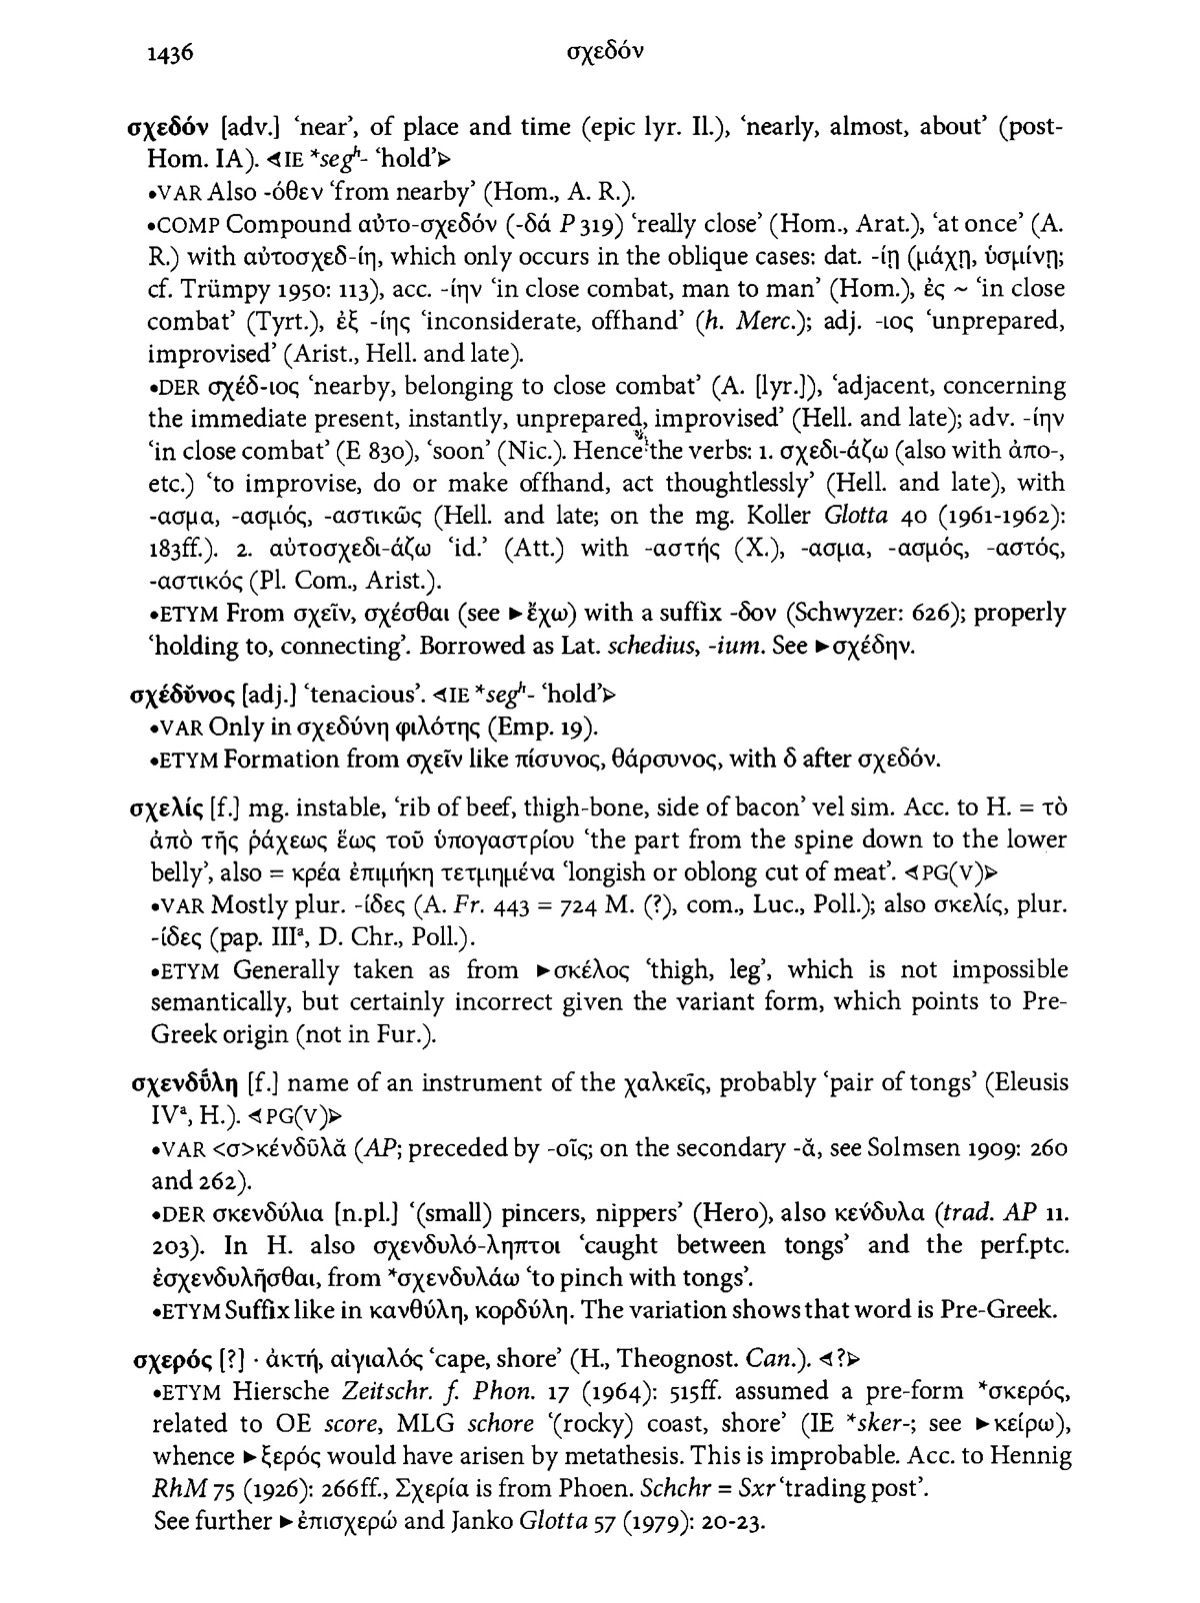 1436
σχεδόν
σχεδόν [adv.] ‘near’, of place and time (epic lyr. Il.), ‘nearly, almost, about’ (post-
Hom. IA). ⊲IE *segʰ- ‘hold’⊳
•VAR Also -όθεν ‘from nearby’ (Hom., A. R.).
•COMP Compound αὐτο-σχεδόν (-δά P 319) ‘really close’ (Hom., Arat.), ‘at once’ (A.
R.) with αὐτοσχεδ-ίη, which only occurs in the oblique cases: dat. -ίῃ (μάχῃ, ὑσμίνῃ;
cf. Trümpy 1950: 113), acc. -ίην ‘in close combat, man to man’ (Hom.), ἐς ~ ‘in close
combat’ (Tyrt.), ἐξ -ίης ‘inconsiderate, offhand’ (h. Merc.); adj. -ιος ‘unprepared,
improvised’ (Arist., Hell. and late).
•DER σχέδ-ιος ‘nearby, belonging to close combat’ (A. [lyr.]), ‘adjacent, concerning
the immediate present, instantly, unprepared, improvised’ (Hell. and late); adv. -ίην
‘in close combat’ (E 830), ‘soon’ (Nic.). Hence the verbs: 1. σχεδι-άζω (also with ἀπο-,
etc.) ‘to improvise, do or make offhand, act thoughtlessly’ (Hell. and late), with
-ασμα, -ασμός, -αστικῶς (Hell. and late; on the mg. Koller Glotta 40 (1961-1962):
183ff.). 2. αὐτοσχεδι-άζω ‘id.’ (Att.) with -αστής (X.), -ασμα, -ασμός, -αστός,
-αστικός (Pl. Com., Arist.).
•ETYM From σχεῖν, σχέσθαι (see ►ἔχω) with a suffix -δον (Schwyzer: 626); properly
‘holding to, connecting’. Borrowed as Lat. schedius, -ium. See ►σχέδην.
σχέδῠνος [adj.] ‘tenacious’. ⊲IE *segʰ- ‘hold’⊳
•VAR Only in σχεδύνη φιλότης (Emp. 19).
•ETYM Formation from σχεῖν like πίσυνος, θάρσυνος, with δ after σχεδόν.
σχελίς [f.] mg. instable, ‘rib of beef, thigh-bone, side of bacon’ vel sim. Acc. to H. = τὸ
ἀπὸ τῆς ῥάχεως ἕως τοῦ ὑπογαστρίου ‘the part from the spine down to the lower
belly’, also = κρέα ἐπιμήκη τετμημένα ‘longish or oblong cut of meat’. ⊲PG(V)⊳
•VAR Mostly plur. -ίδες (A. Fr. 443 = 724 M. (?), com., Luc., Poll.); also σκελίς, plur.
-ίδες (pap. IIIᵃ, D. Chr., Poll.).
•ETYM Generally taken as from ►σκέλος ‘thigh, leg’, which is not impossible
semantically, but certainly incorrect given the variant form, which points to Pre-
Greek origin (not in Fur.).
σχενδῡ́λη [f.] name of an instrument of the χαλκεῖς, probably ‘pair of tongs’ (Eleusis
IVᵃ, H.). ⊲PG(V)⊳
•VAR <σ>κένδῡλᾰ (AP; preceded by -οῖς; on the secondary -ᾰ, see Solmsen 1909: 260
and 262).
•DER σκενδύλια [n.pl.] ‘(small) pincers, nippers’ (Hero), also κεύδυλα (trad. AP 11.
203). In H. also σχενδυλό-ληπτοι ‘caught between tongs’ and the perf.ptc.
ἐσχενδυλῆσθαι, from *σχενδυλάω ‘to pinch with tongs’.
•ETYM Suffix like in κανθύλη, κορδύλη. The variation shows that word is Pre-Greek.
σχερός [?] · ἀκτή, αἰγιαλός ‘cape, shore’ (H., Theognost. Can.). ⊲?⊳
•ETYM Hiersche Zeitschr. f. Phon. 17 (1964): 515ff. assumed a pre-form *σκερός,
related to OE score, MLG schore ‘(rocky) coast, shore’ (IE *sker-; see ►κείρω),
whence ►ξερός would have arisen by metathesis. This is improbable. Acc. to Hennig
RhM 75 (1926): 266ff., Σχερία is from Phoen. Schchr = Sxr ‘trading post’.
See further ►ἐπισχερώ and Janko Glotta 57 (1979): 20-23.